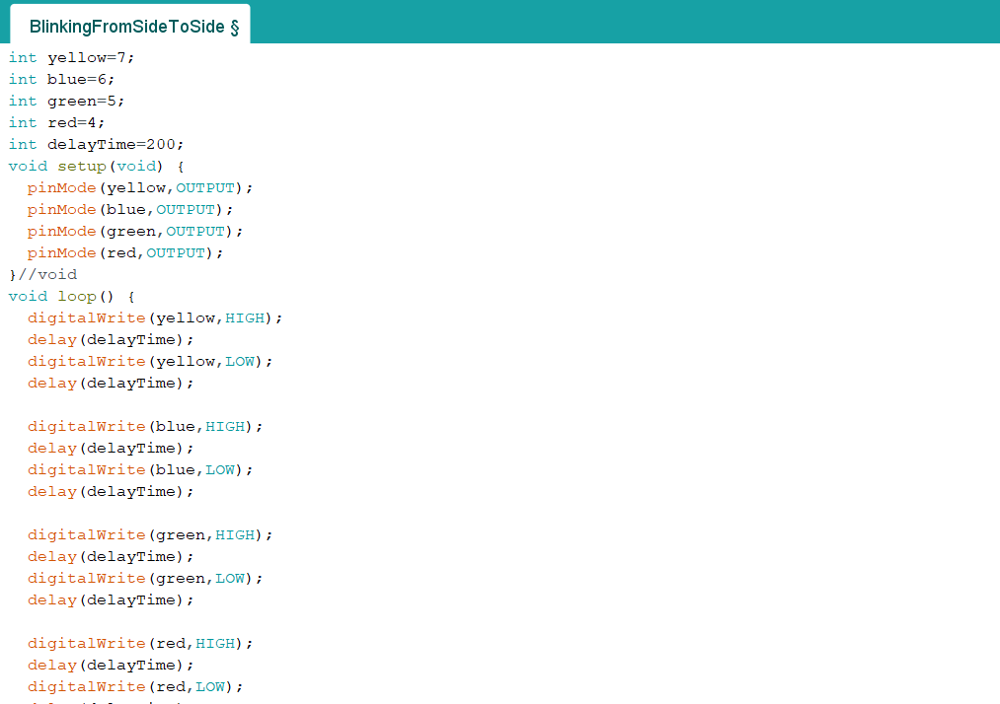 BlinkingFromSideToSide §
int yellow=7;
int blue=6;
int green=5;
int red=4;
int delayTime=200;
void setup(void) {
  pinMode(yellow,OUTPUT);
  pinMode(blue,OUTPUT);
  pinMode(green,OUTPUT);
  pinMode(red,OUTPUT);
}//void
void loop() {
  digitalWrite(yellow,HIGH);
  delay(delayTime);
  digitalWrite(yellow,LOW);
  delay(delayTime);

  digitalWrite(blue,HIGH);
  delay(delayTime);
  digitalWrite(blue,LOW);
  delay(delayTime);

  digitalWrite(green,HIGH);
  delay(delayTime);
  digitalWrite(green,LOW);
  delay(delayTime);

  digitalWrite(red,HIGH);
  delay(delayTime);
  digitalWrite(red,LOW);